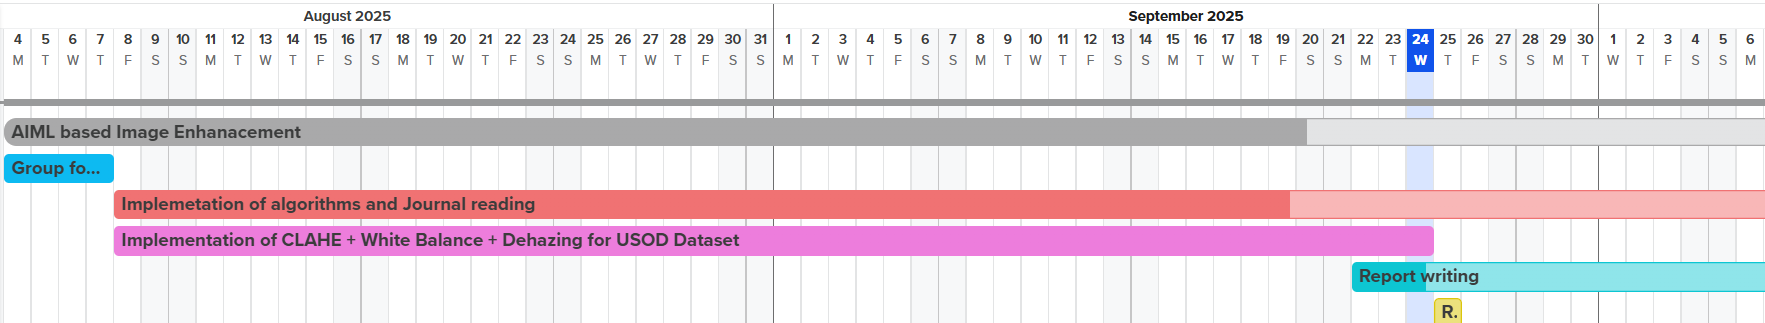 August 2025 September 2025
4 5 6 7 8 9 10 11 12 13 14 15 16 17 18 19 20 21 22 23 24 25 26 27 28 29 30 31 1 2 3 4 5 6 7 8 9 10 11 12 13 14 15 16 17 18 19 20 21 22 23 24 25 26 27 28 29 30 1 2 3 4 5 6
M T W T F S S M T W T F S S M T W T F S S M T W T F S S M T W T F S S M T W T F S S M T W T F S S M T W T F S S M T W T F S S M
AIML based Image Enhanacement
Group fo...
Implemetation of algorithms and Journal reading
Implementation of CLAHE + White Balance + Dehazing for USOD Dataset
Report writing
R.